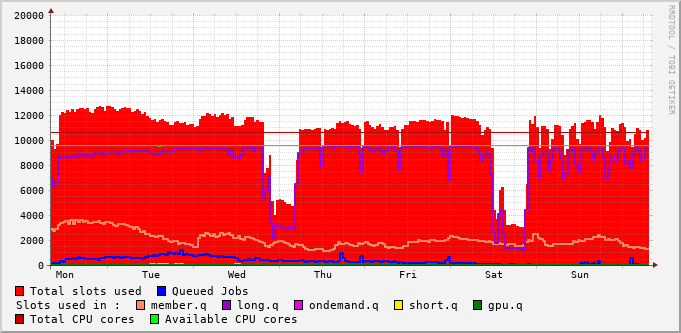 20000
18000
16000
14000
12000
10000
8000
6000
4000
2000
0
Mon Tue Wed Thu Fri Sat Sun
RRDTOOL / TOBI OETIKER
Total slots used Queued Jobs
Slots used in : member.q long.q ondemand.q short.q gpu.q
Total CPU cores Available CPU cores